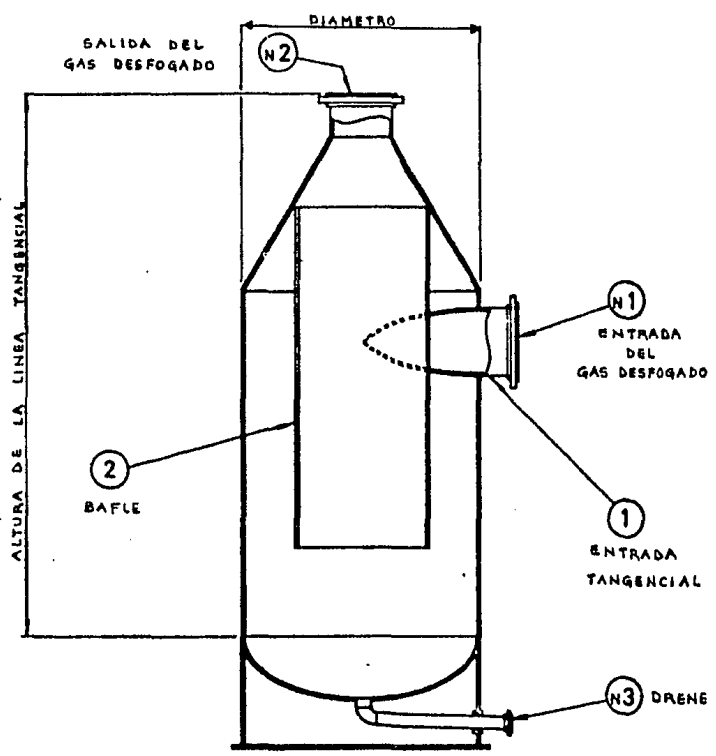 DIAMETRO
SALIDA DEL
GAS DESFOGADO
N2
ALTURA DE LA LINEA TANGENCIAL
N1
ENTRADA
DEL
GAS DESFOGADO
2
BAFLE
1
ENTRADA
TANGENCIAL
N3 DRENE